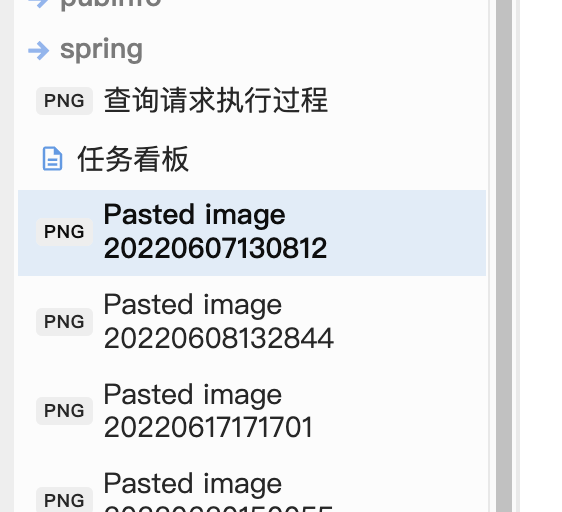 pubinfo
spring
PNG 查询请求执行过程
任务看板
PNG Pasted image
20220607130812
PNG Pasted image
20220608132844
PNG Pasted image
20220617171701
PNG Pasted image